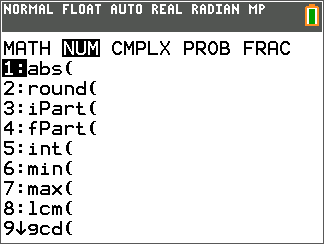 NORMAL FLOAT AUTO REAL RADIAN MP
MATH NUM CMPLX PROB FRAC
1:abs(
2:round(
3:iPart(
4:fPart(
5:int(
6:min(
7:max(
8:lcm(
9↓gcd(